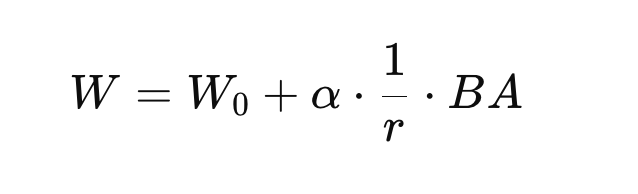 W = W₀ + α · 1/r · BA